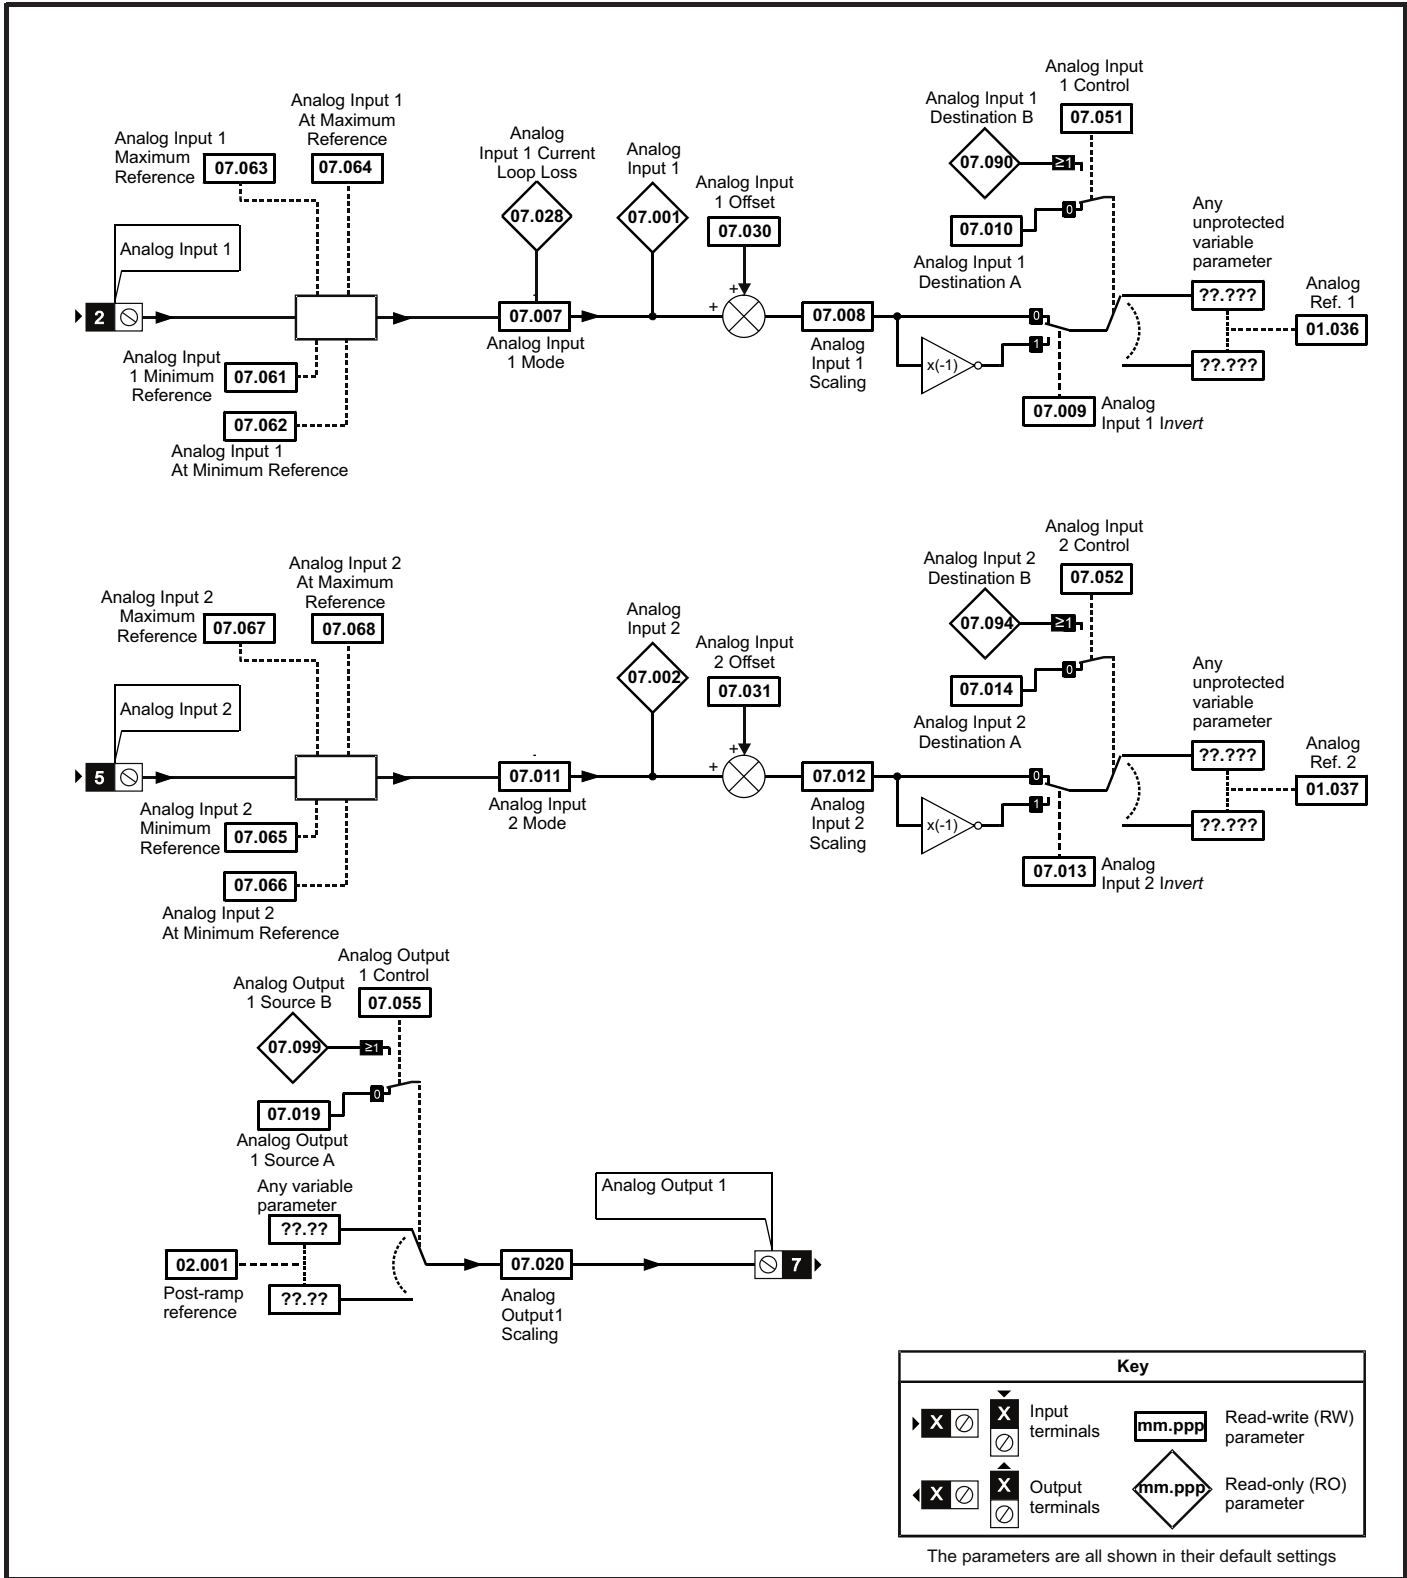 Analog Input 1
Maximum
Reference
07.063
Analog Input 1
At Maximum
Reference
07.064
Analog
Input 1 Current
Loop Loss
07.028
Analog
Input 1
07.001
Analog Input
1 Offset
07.030
Analog Input 1
Destination B
07.090
≥1
Analog Input
1 Control
07.051
07.010
0
Analog Input 1
Destination A
Any
unprotected
variable
parameter
??.???
Analog
Ref. 1
01.036
??.???
Analog Input 1
2
07.007
Analog Input
1 Mode
+
+
07.008
Analog
Input 1
Scaling
0
1
x(-1)
07.009
Analog
Input 1 Invert
Analog Input
1 Minimum
Reference
07.061
07.062
Analog Input 1
At Minimum Reference
Analog Input 2
Maximum
Reference
07.067
Analog Input 2
At Maximum
Reference
07.068
Analog
Input 2
07.002
Analog Input
2 Offset
07.031
Analog Input 2
Destination B
07.094
≥1
Analog Input
2 Control
07.052
07.014
0
Analog Input 2
Destination A
Any
unprotected
variable
parameter
??.???
Analog
Ref. 2
01.037
??.???
Analog Input 2
5
07.011
Analog Input
2 Mode
+
+
07.012
Analog
Input 2
Scaling
0
1
x(-1)
07.013
Analog
Input 2 Invert
Analog Input 2
Minimum
Reference
07.065
07.066
Analog Input 2
At Minimum Reference
Analog Output
1 Source B
07.099
≥1
Analog Output
1 Control
07.055
07.019
0
Analog Output
1 Source A
Any variable
parameter
??.??
02.001
Post-ramp
reference
??.??
07.020
Analog
Output1
Scaling
Analog Output 1
7
Key
X
X
Input
terminals
mm.ppp
Read-write (RW)
parameter
X
X
Output
terminals
mm.ppp
Read-only (RO)
parameter
The parameters are all shown in their default settings